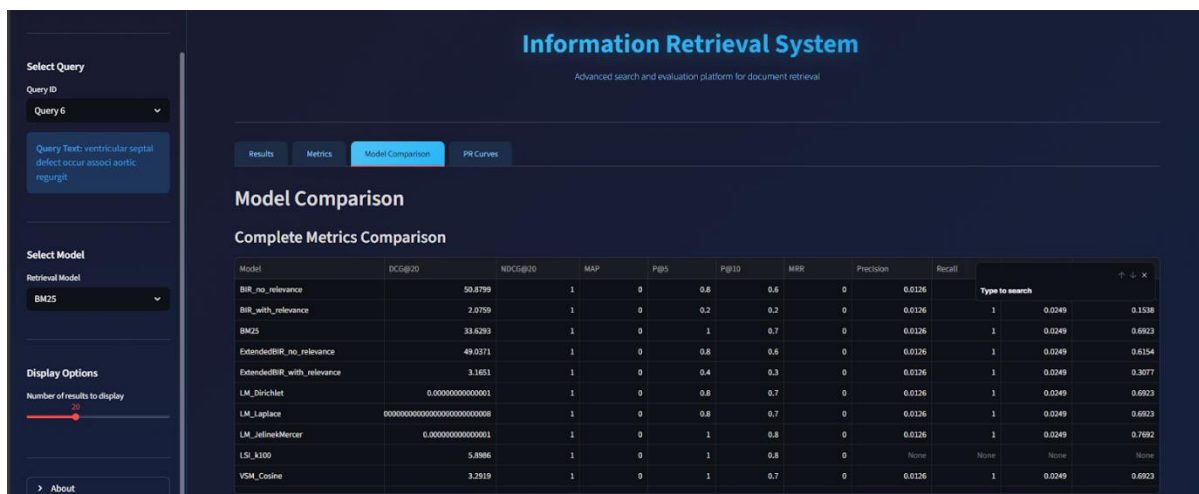 Select Query
Query ID
Query 6
Query Text: ventricular septal
defect occur associ aortic
regurgit
Select Model
Retrieval Model
BM25
Display Options
Number of results to display
20
About
Information Retrieval System
Advanced search and evaluation platform for document retrieval
Results Metrics Model Comparison PR Curves
Model Comparison
Complete Metrics Comparison
Model DCG@20 NDCG@20 MAP P@5 P@10 MRR Precision Recall
Type to search
BIR_no_relevance 50.8799 1 0 0.8 0.6 0 0.0126
BIR_with_relevance 2.0759 1 0 0.2 0.2 0 0.0126 1 0.0249 0.1538
BM25 33.6293 1 0 1 0.7 0 0.0126 1 0.0249 0.6923
ExtendedBIR_no_relevance 49.0371 1 0 0.8 0.6 0 0.0126 1 0.0249 0.6154
ExtendedBIR_with_relevance 3.1651 1 0 0.4 0.3 0 0.0126 1 0.0249 0.3077
LM_Dirichlet 1 0 0.8 0.7 0 0.0126 1 0.0249 0.6923
LM_Laplace 1 0 0.8 0.7 0 0.0126 1 0.0249 0.6923
LM_JelinekMercer 1 0 1 0.8 0 0.0126 1 0.0249 0.7692
LSI_k100 5.8986 1 0 1 0.8 0 None None None None
VSM_Cosine 3.2919 1 0 1 0.7 0 0.0126 1 0.0249 0.6923